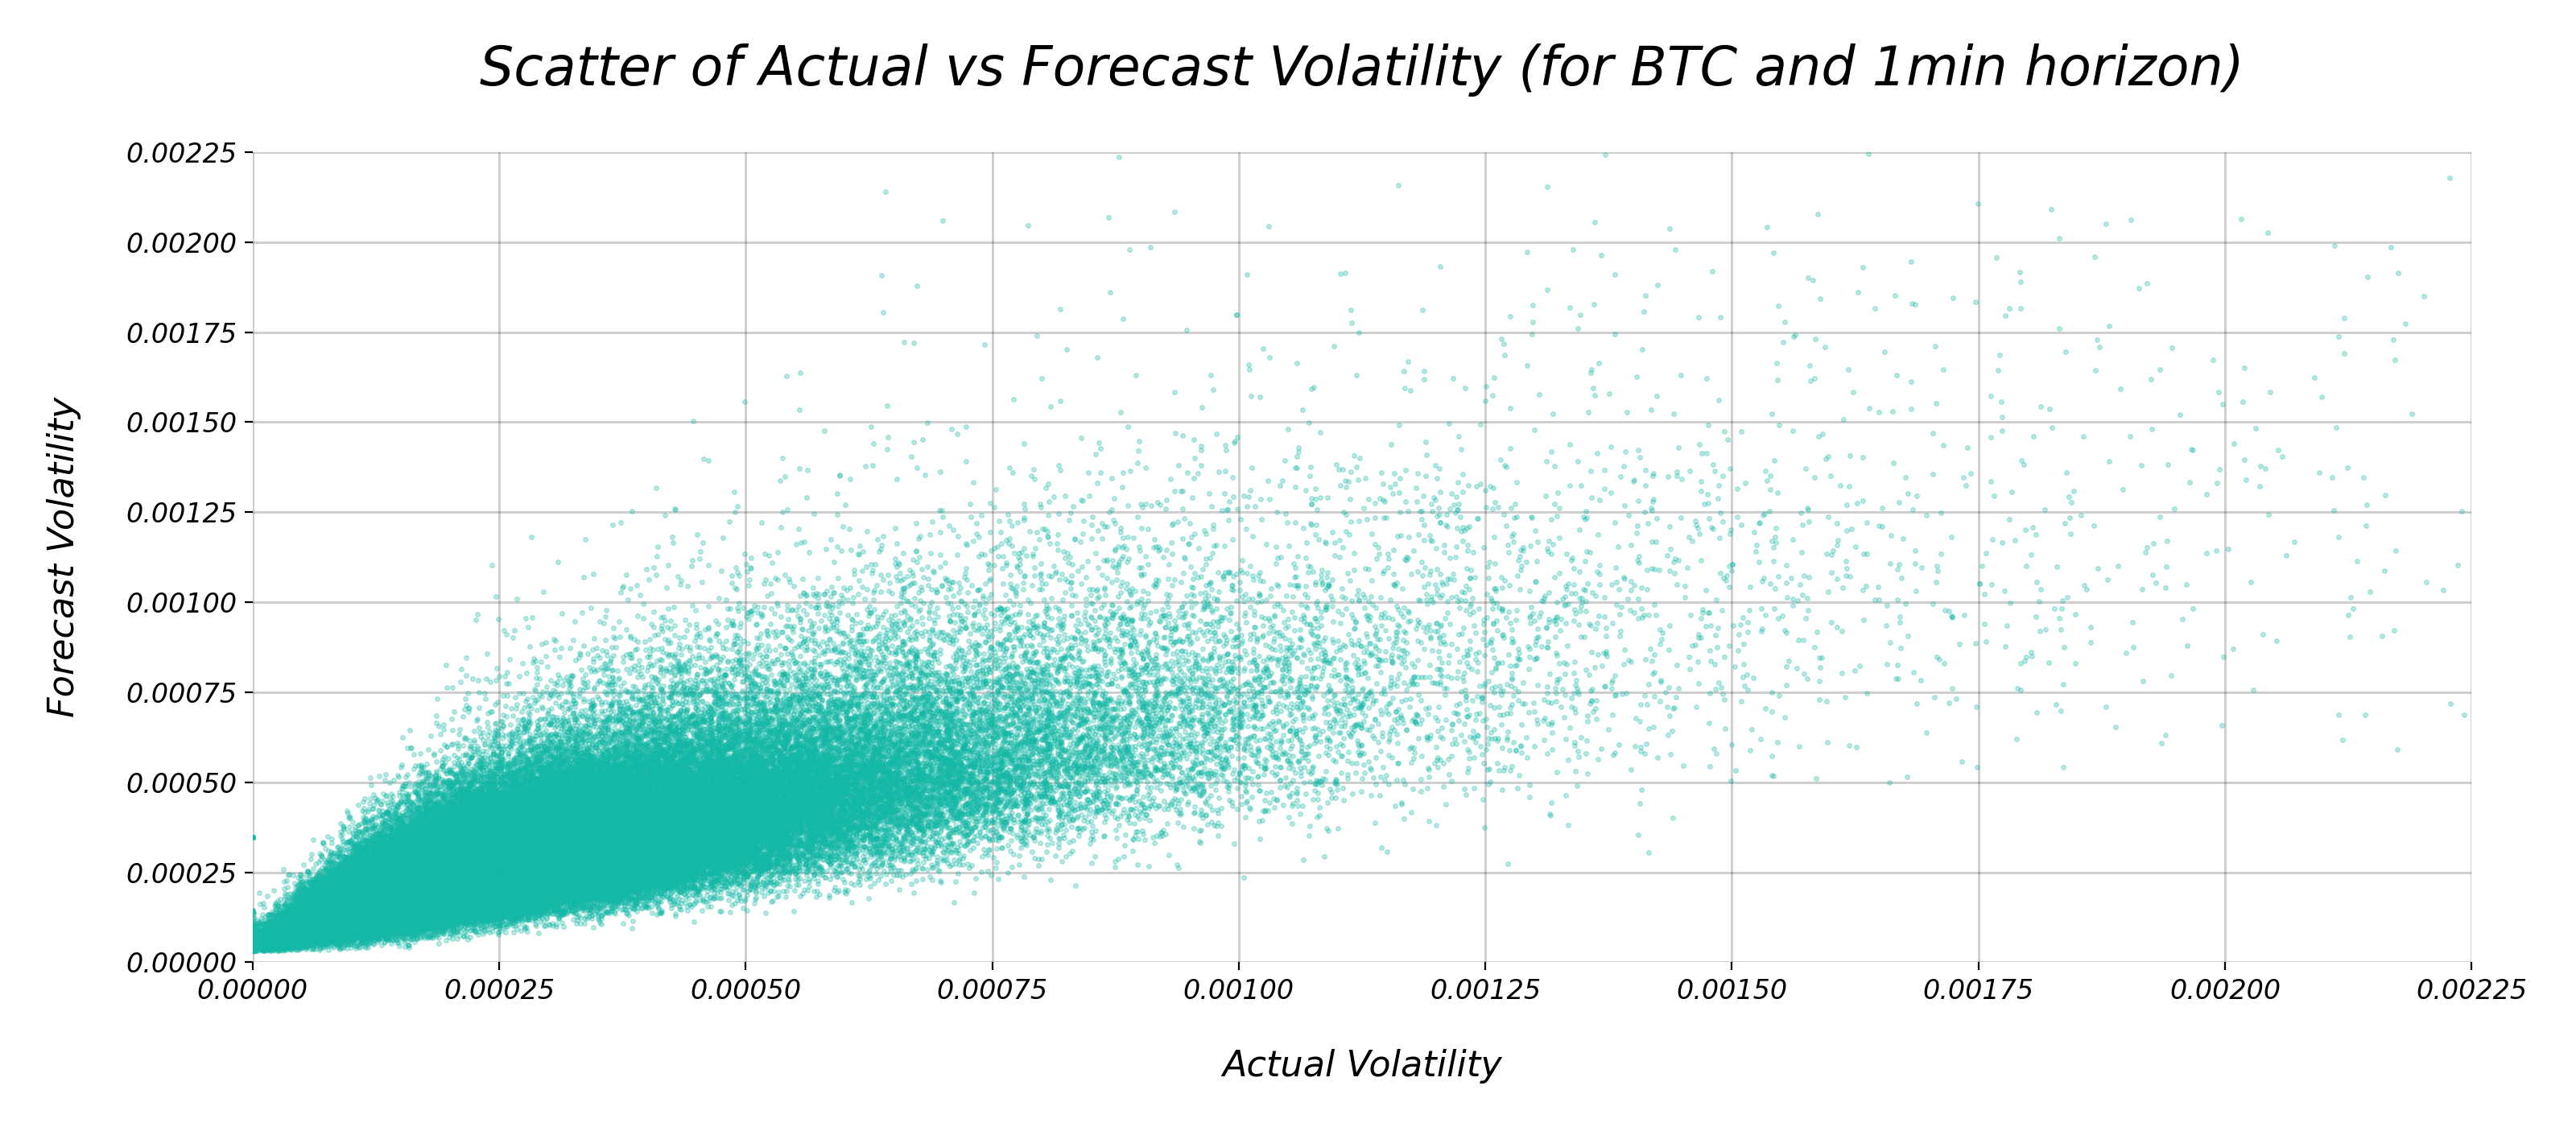 Scatter of Actual vs Forecast Volatility (for BTC and 1min horizon)
Forecast Volatility
0.00225
0.00200
0.00175
0.00150
0.00125
0.00100
0.00075
0.00050
0.00025
0.00000
0.00000 0.00025 0.00050 0.00075 0.00100 0.00125 0.00150 0.00175 0.00200 0.00225
Actual Volatility